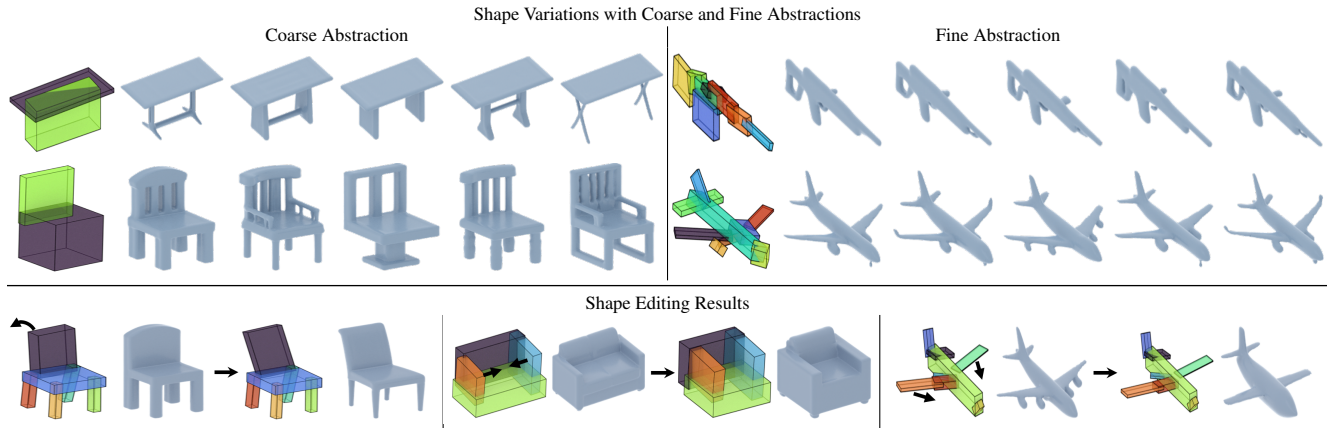 Shape Variations with Coarse and Fine Abstractions
Coarse Abstraction
Fine Abstraction
Shape Editing Results